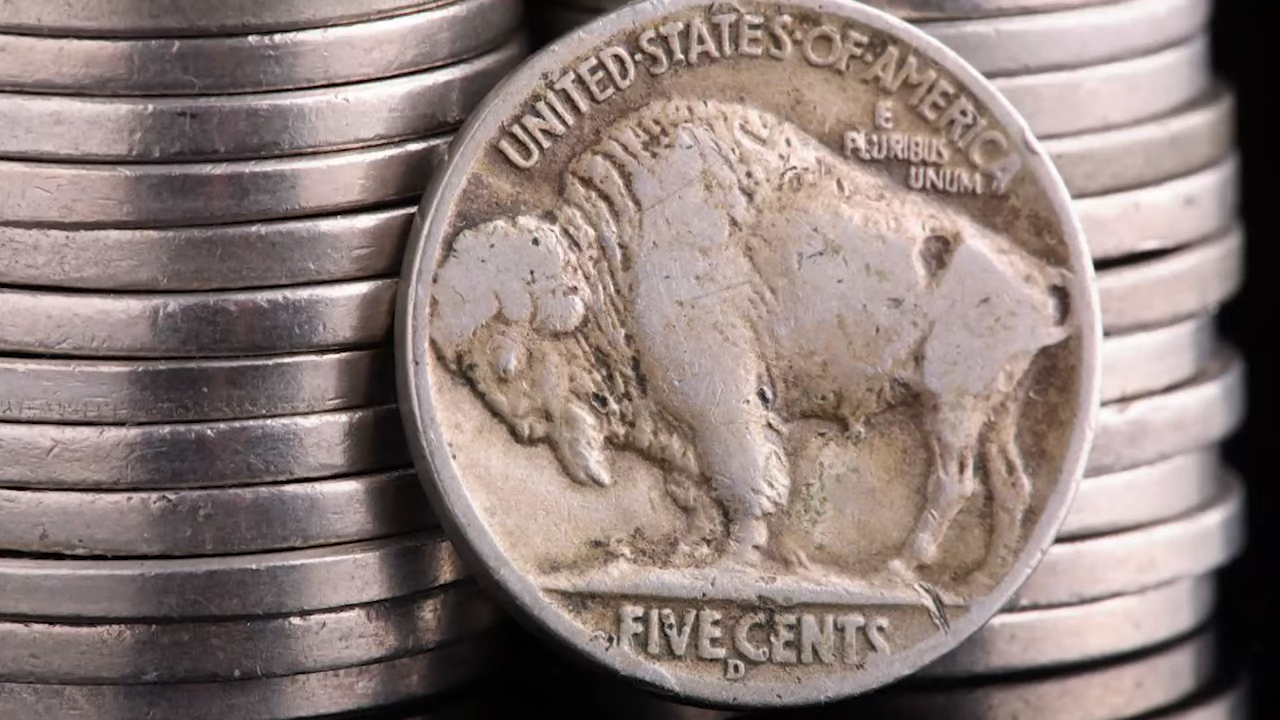 UNITED·STATES·OF·AMERICA
E
PLURIBUS
UNUM
FIVE CENTS
D